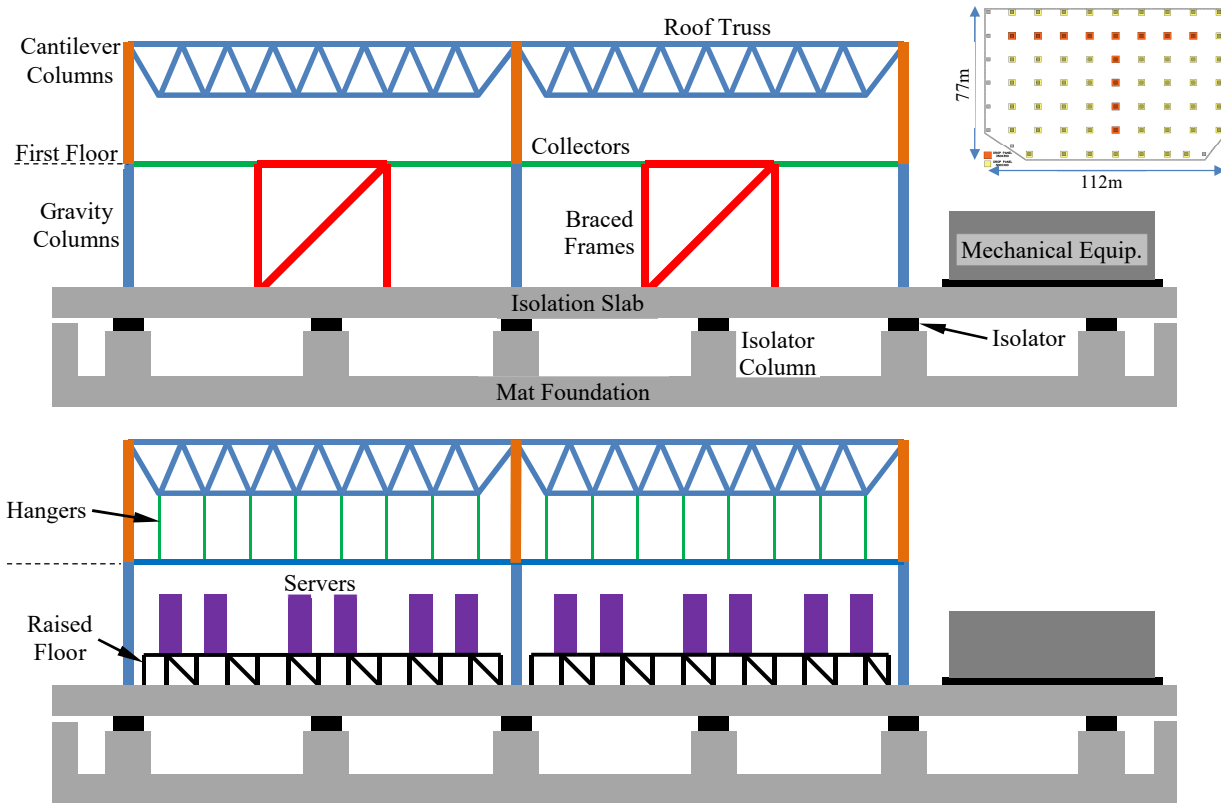 Roof Truss
Cantilever
Columns
77m
First Floor
Collectors
112m
Gravity
Columns
Braced
Frames
Mechanical Equip.
Isolation Slab
Isolator
Isolator
Column
Mat Foundation
Hangers
Servers
Raised
Floor